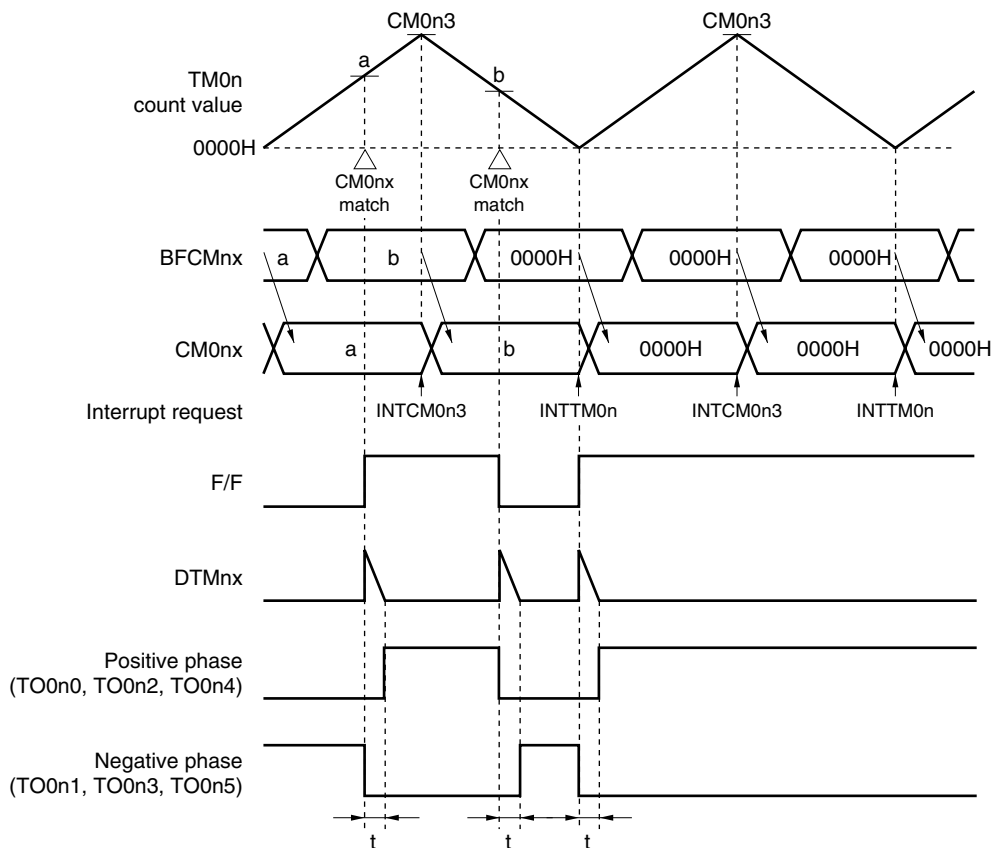 CM0n3 CM0n3
a
b
TM0n
count value
0000H
CM0nx
match
CM0nx
match
BFCMnx a b 0000H 0000H 0000H
CM0nx a b 0000H 0000H 0000H
Interrupt request INTCM0n3 INTTM0n INTCM0n3 INTTM0n
F/F
DTMnx
Positive phase
(TO0n0, TO0n2, TO0n4)
Negative phase
(TO0n1, TO0n3, TO0n5)
t t t